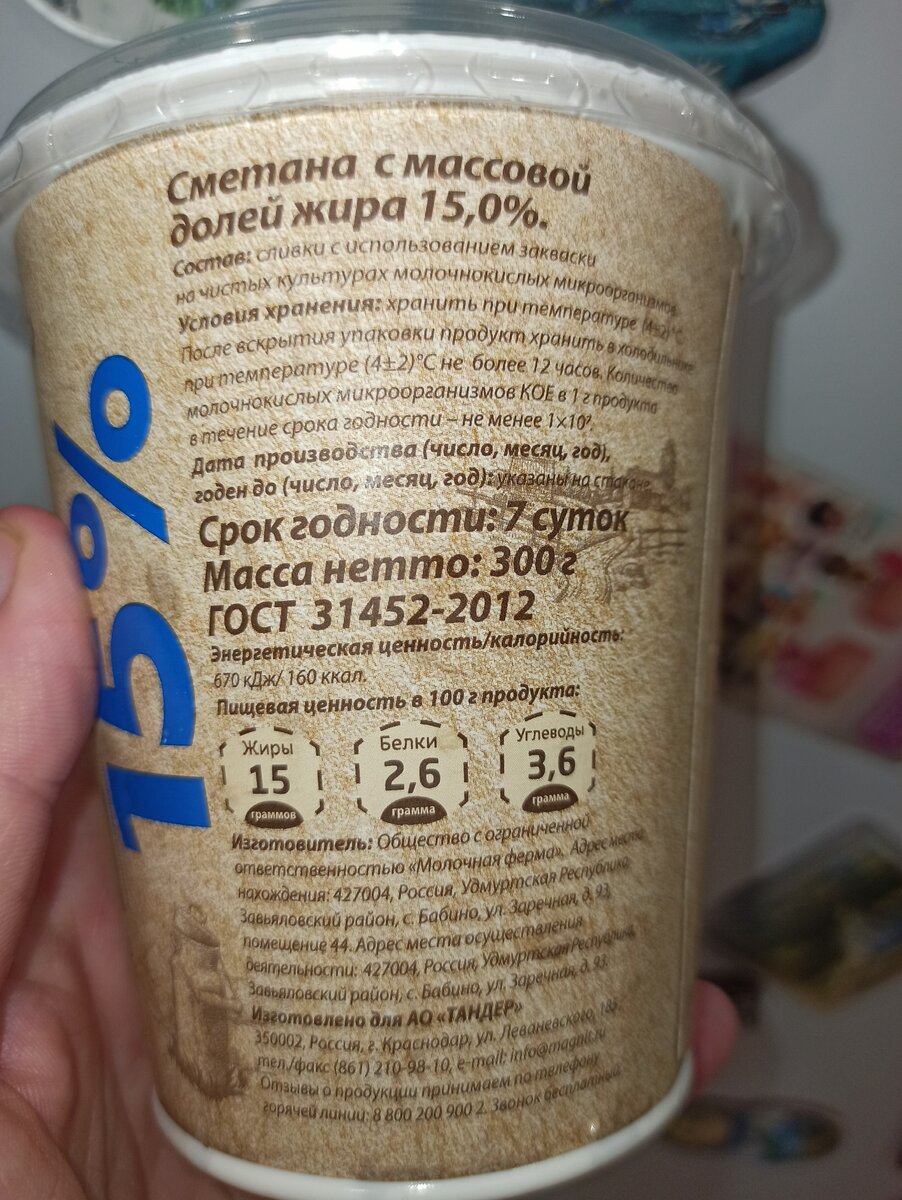 15%
Сметана с массовой
долей жира 15,0%.
Состав: сливки с использованием закваски
на чистых культурах молочнокислых микроорганизмов.
Условия хранения: хранить при температуре (4±2)°С.
После вскрытия упаковки продукт хранить в холодильнике
при температуре (4±2)°С не более 12 часов. Количество
молочнокислых микроорганизмов КОЕ в 1 г продукта
в течение срока годности – не менее 1×10⁷.
Дата производства (число, месяц, год),
годен до (число, месяц, год): указаны на стакане.
Срок годности: 7 суток
Масса нетто: 300 г
ГОСТ 31452-2012
Энергетическая ценность/калорийность:
670 кДж/ 160 ккал.
Пищевая ценность в 100 г продукта:
Жиры Белки Углеводы
15 2,6 3,6
граммов грамма грамма
Изготовитель: Общество с ограниченной
ответственностью «Молочная ферма». Адрес места
нахождения: 427004, Россия, Удмуртская Республика,
Завьяловский район, с. Бабино, ул. Заречная, д. 93,
помещение 44. Адрес места осуществления
деятельности: 427004, Россия, Удмуртская Республика,
Завьяловский район, с. Бабино, ул. Заречная, д. 93.
Изготовлено для АО «ТАНДЕР»
350002, Россия, г. Краснодар, ул. Леваневского, 185.
тел./факс (861) 210-98-10, e-mail: info@magnit.ru
Отзывы о продукции принимаем по телефону
горячей линии: 8 800 200 900 2. Звонок бесплатный.